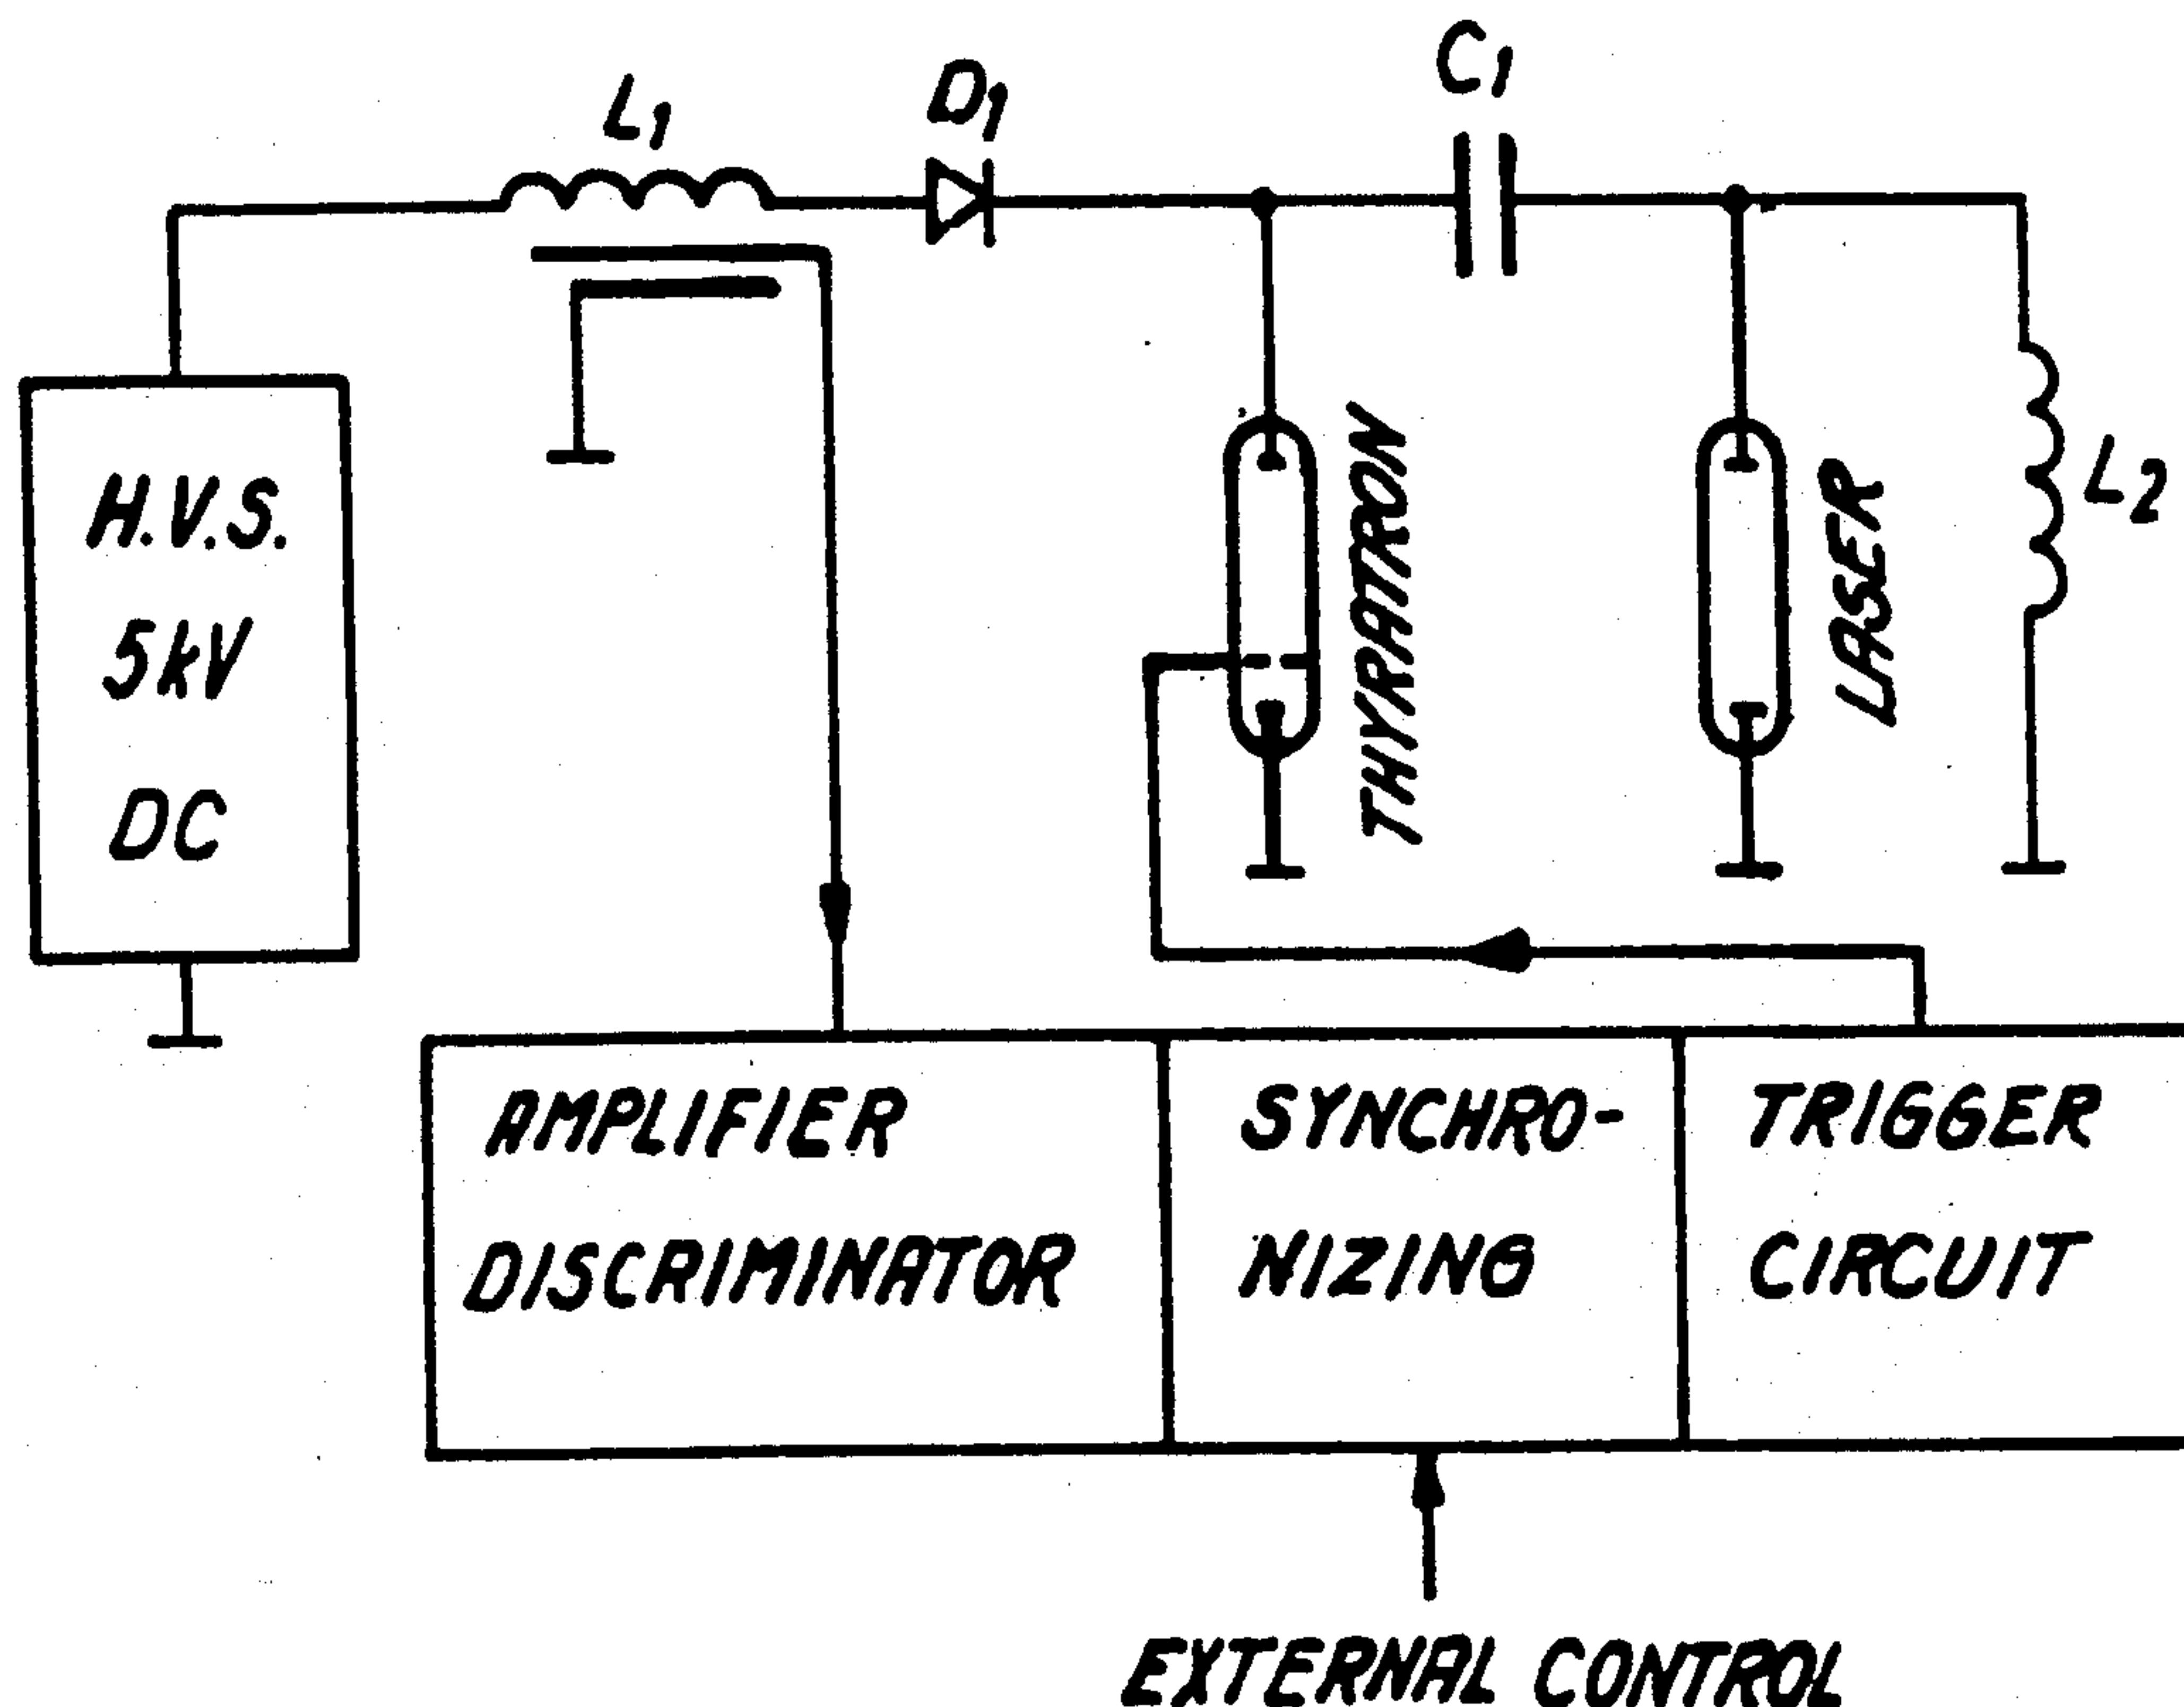 C1
D1
L1
H.V.S.
5kV
DC
THYRATRON
LASER
L2
AMPLIFIER
DISCRIMINATOR
SYNCHRO-
NIZING
TRIGGER
CIRCUIT
EXTERNAL CONTROL